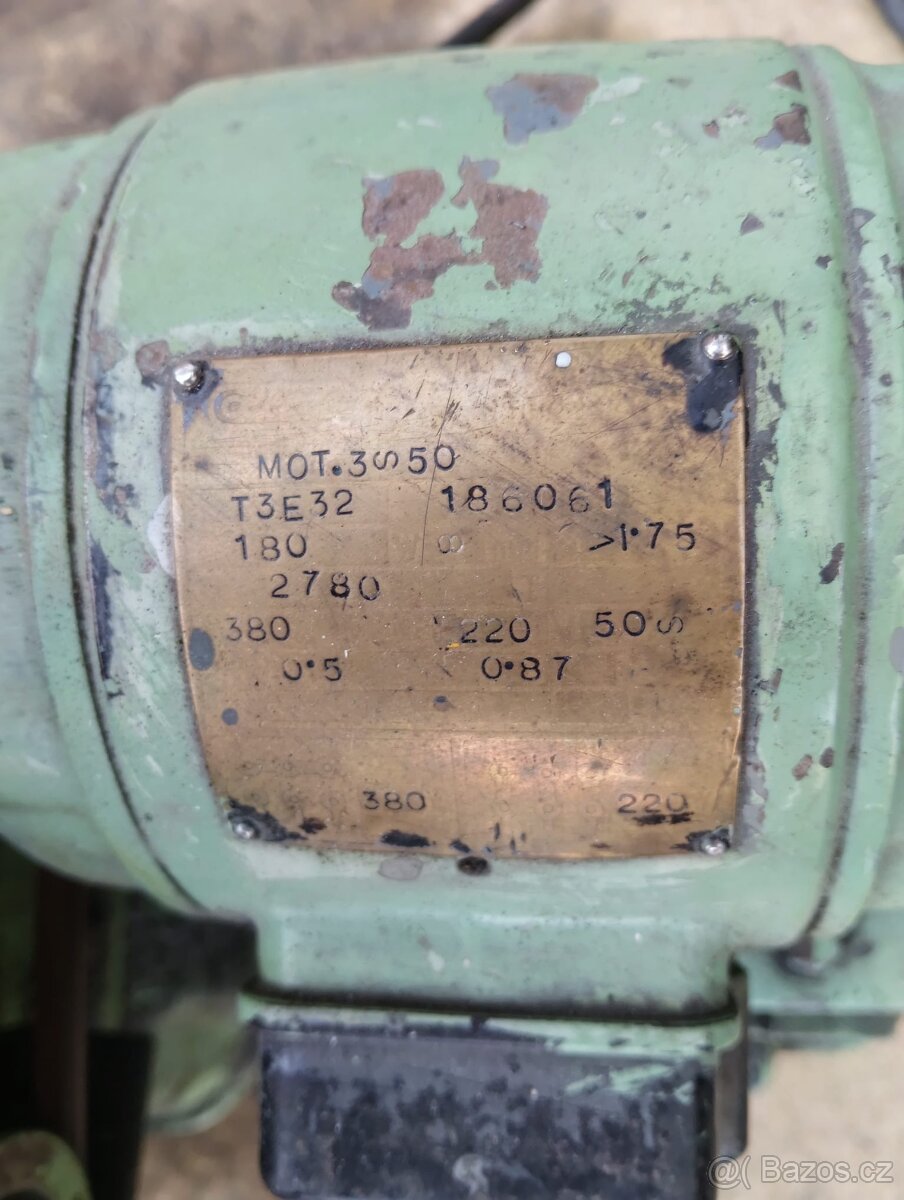 MOT.3∽50
T3E32 186061
180 ∞ >1·75
2780
380 220 50∽
0·5 0·87
380 220
@( Bazos.cz